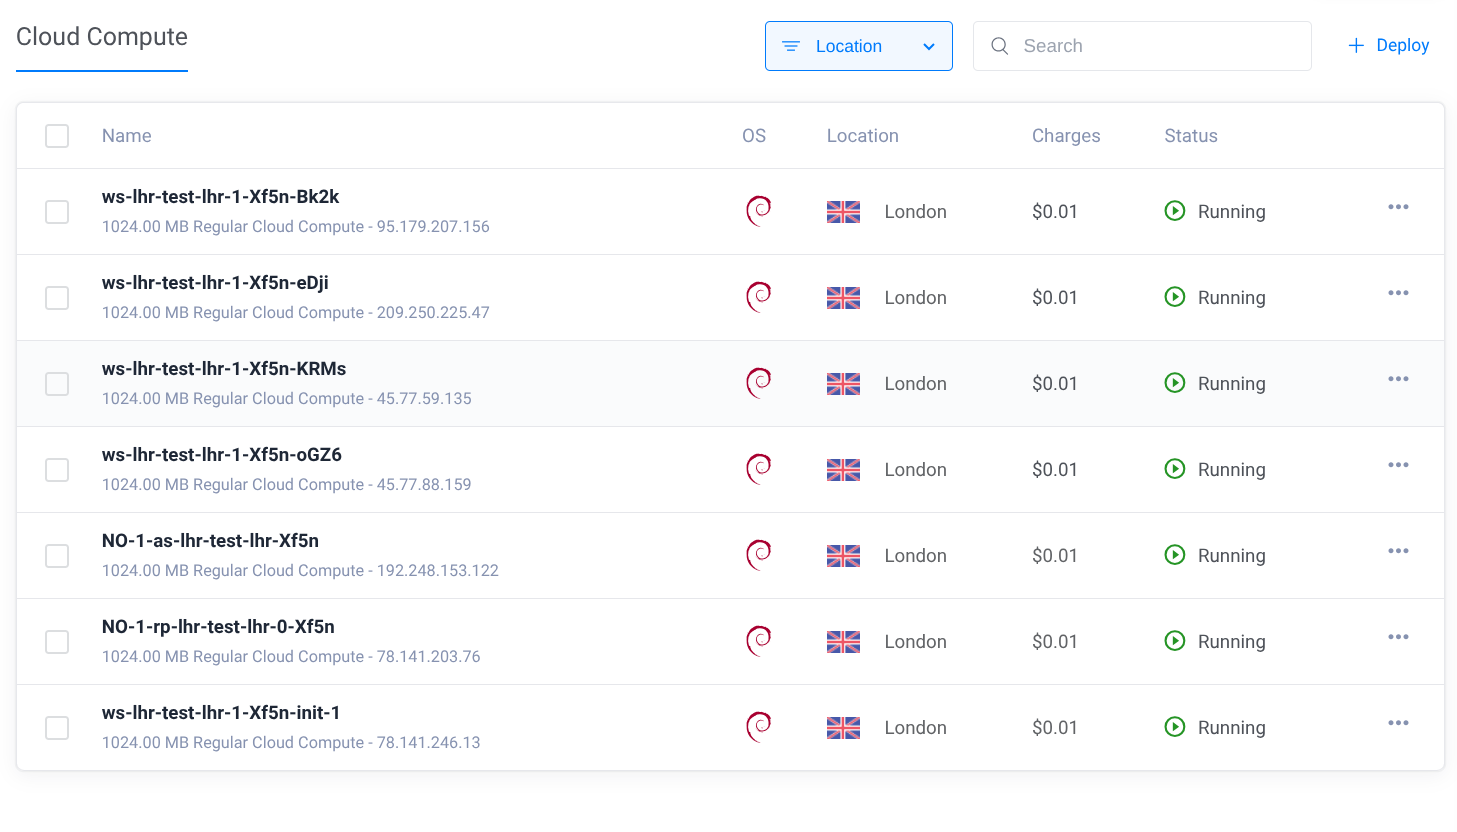 Cloud Compute
Location
Search
Deploy
Name OS Location Charges Status
ws-lhr-test-lhr-1-Xf5n-Bk2k
1024.00 MB Regular Cloud Compute - 95.179.207.156
London $0.01 Running
ws-lhr-test-lhr-1-Xf5n-eDji
1024.00 MB Regular Cloud Compute - 209.250.225.47
London $0.01 Running
ws-lhr-test-lhr-1-Xf5n-KRMs
1024.00 MB Regular Cloud Compute - 45.77.59.135
London $0.01 Running
ws-lhr-test-lhr-1-Xf5n-oGZ6
1024.00 MB Regular Cloud Compute - 45.77.88.159
London $0.01 Running
NO-1-as-lhr-test-lhr-Xf5n
1024.00 MB Regular Cloud Compute - 192.248.153.122
London $0.01 Running
NO-1-rp-lhr-test-lhr-0-Xf5n
1024.00 MB Regular Cloud Compute - 78.141.203.76
London $0.01 Running
ws-lhr-test-lhr-1-Xf5n-init-1
1024.00 MB Regular Cloud Compute - 78.141.246.13
London $0.01 Running